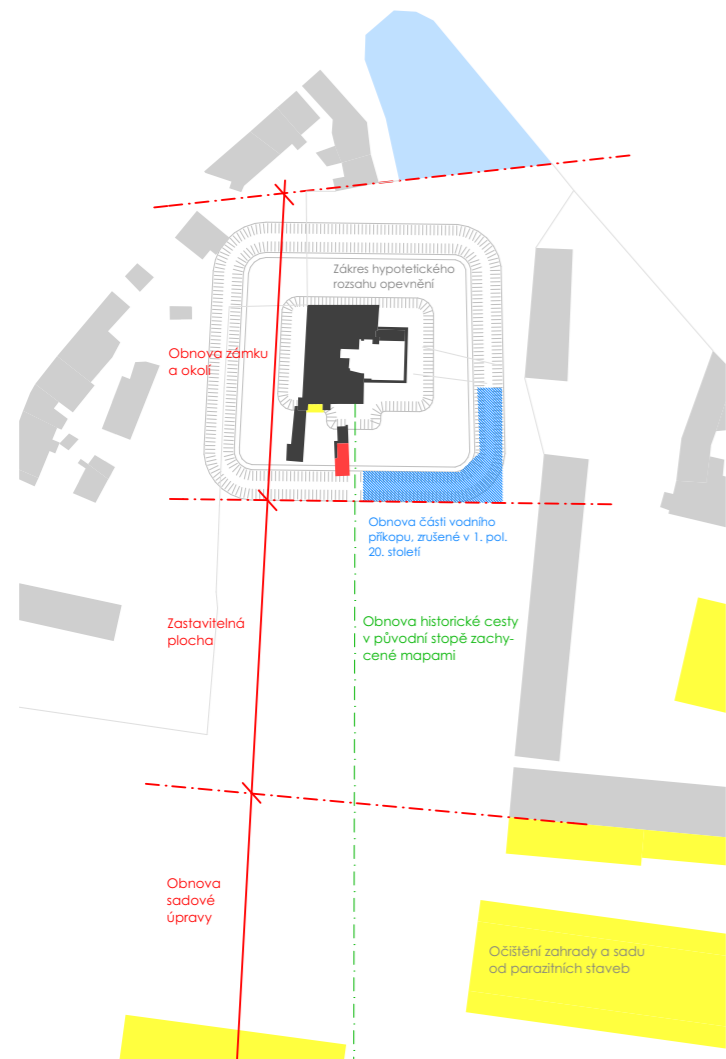 Zákres hypotetického
rozsahu opevnění
Obnova zámku
a okolí
Obnova části vodního
příkopu, zrušené v 1. pol.
20. století
Zastavitelná
plocha
Obnova historické cesty
v původní stopě zachy-
cené mapami
Obnova
sadové
úpravy
Očištění zahrady a sadu
od parazitních staveb